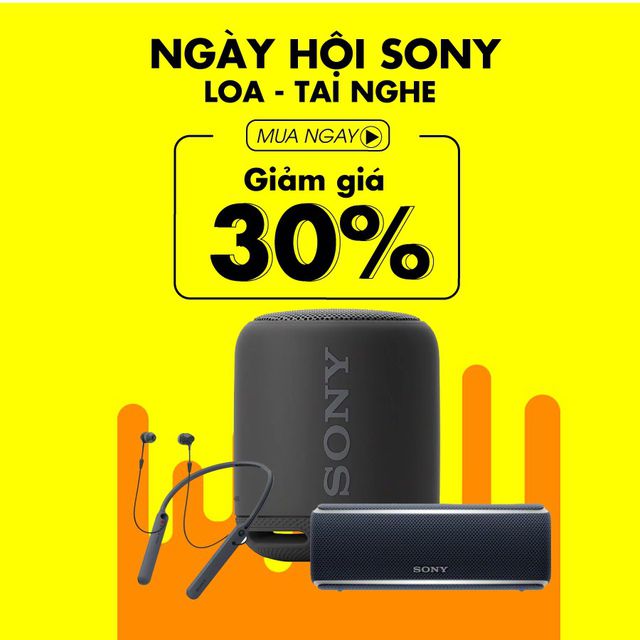 NGÀY HỘI SONY
LOA - TAI NGHE
MUA NGAY
Giảm giá
30%
SONY
SONY